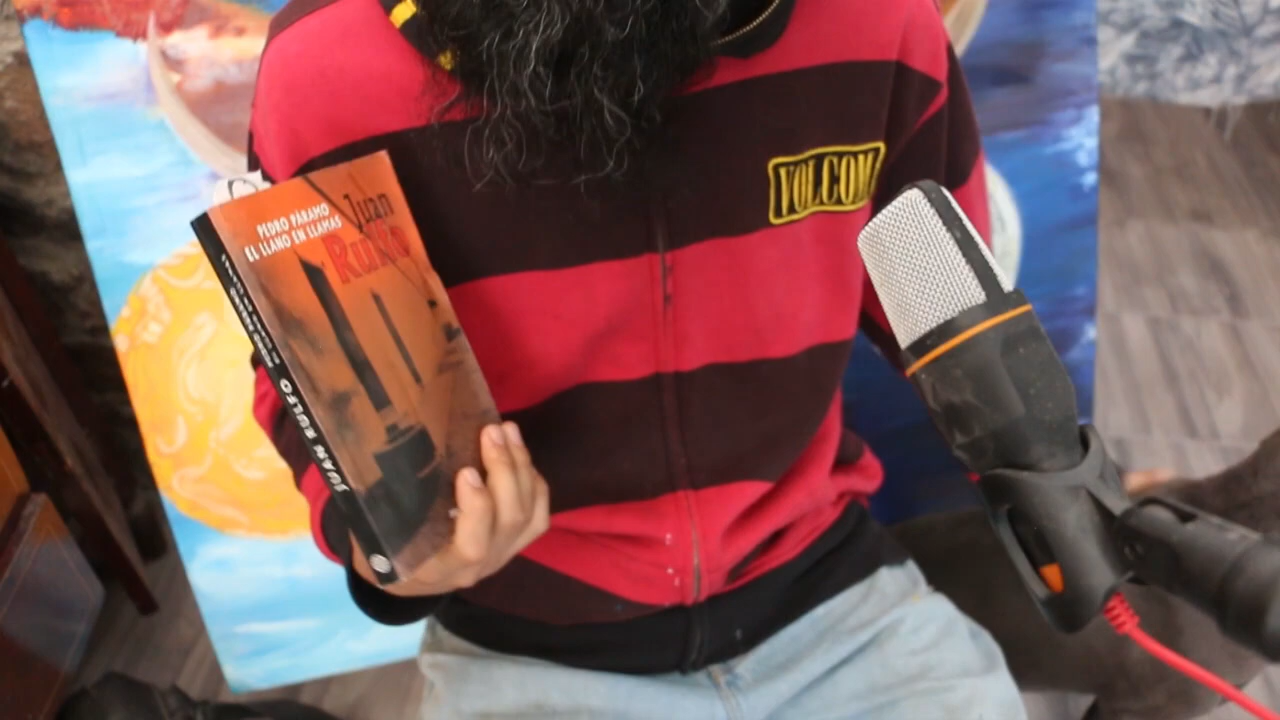 PEDRO PÁRAMO
EL LLANO EN LLAMAS
Juan
Rulfo
JUAN RULFO
VOLCOM